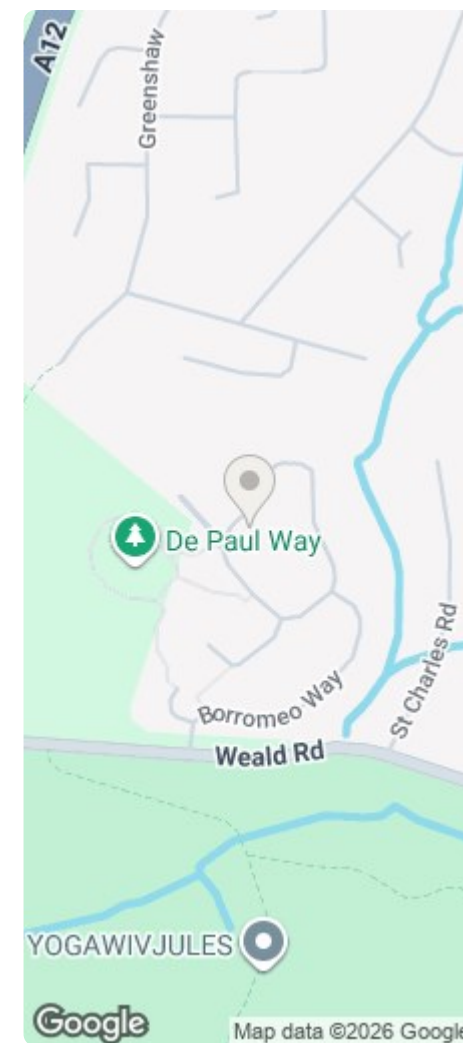 A12
Greenshaw
De Paul Way
St Charles Rd
Borromeo Way
Weald Rd
YOGAWIVJULES
Google
Map data ©2026 Google